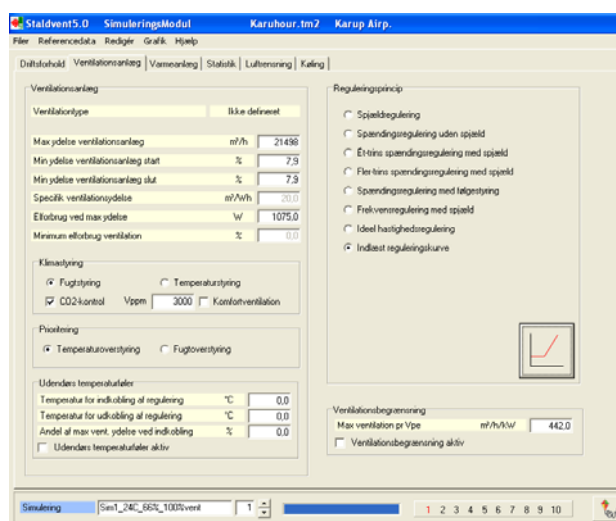 Staldvent5.0 SimuleringsModul Karuhour.tm2 Karup Airp.
Filer Referencedata Redigér Grafik Hjælp
Driftsforhold Ventilationsanlæg Varmeanlæg Statistik Luftrensning Køling
Ventilationsanlæg
Ventilationtype Ikke defineret
Max ydelse ventilationsanlæg m³/h 21498
Min ydelse ventilationsanlæg start % 7,9
Min ydelse ventilationsanlæg slut % 7,9
Specifik ventilationsydelse m³/Wh 20,0
Elforbrug ved max ydelse W 1075,0
Minimum elforbrug ventilation % 0,0
Klimastyring
Fugtstyring Temperaturstyring
CO2-kontrol Vppm 3000 Komfortventilation
Prioritering
Temperaturoverstyring Fugtoverstyring
Udendørs temperaturføler
Temperatur for indkobling af regulering °C 0,0
Temperatur for udkobling af regulering °C 0,0
Andel af max vent. ydelse ved indkobling % 0,0
Udendørs temperaturføler aktiv
Reguleringsprincip
Spjældregulering
Spændingsregulering uden spjæld
Ét-trins spændingsregulering med spjæld
Fler-trins spændingsregulering med spjæld
Spændingsregulering med følgestyring
Frekvensregulering med spjæld
Ideel hastighedsregulering
Indlæst reguleringskurve
Ventilationsbegrænsning
Max ventilation pr Vpe m³/h/kW 442.0
Ventilationsbegrænsning aktiv
Simulering Sim1_24C_66%_100%vent 1 1 2 3 4 5 6 7 8 9 10